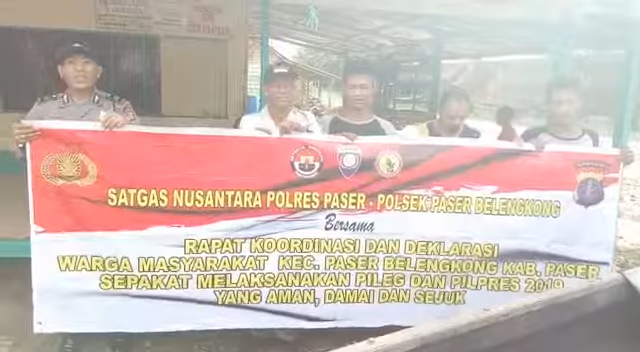 SATGAS NUSANTARA POLRES PASER - POLSEK PASER BELENGKONG
Bersama
RAPAT KOORDINASI DAN DEKLARASI
WARGA MASYARAKAT KEC. PASER BELENGKONG KAB. PASER
SEPAKAT MELAKSANAKAN PILEG DAN PILPRES 2019
YANG AMAN, DAMAI DAN SEJUK